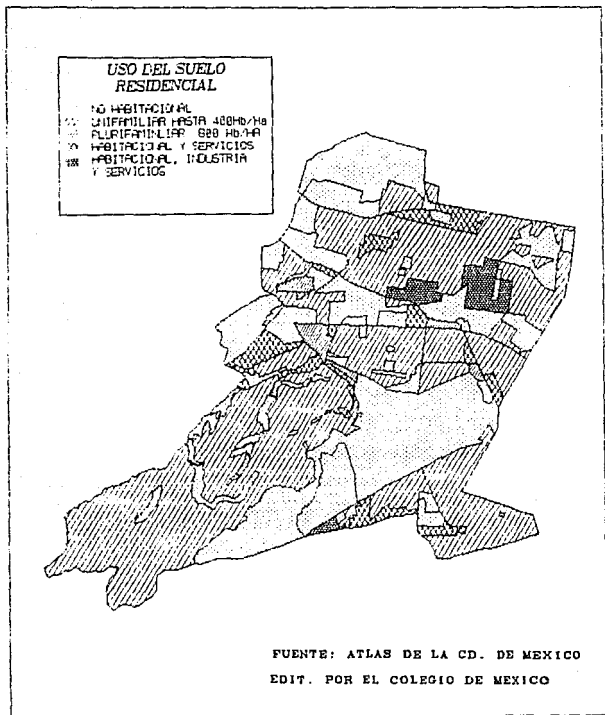 USO DEL SUELO
RESIDENCIAL
NO HABITACIONAL
UNIFAMILIAR HASTA 400Hb/Ha
PLURIFAMINLIAR 800 Hb/HA
HABITACIONAL Y SERVICIOS
HABITACIONAL, INDUSTRIA
Y SERVICIOS
FUENTE: ATLAS DE LA CD. DE MEXICO
EDIT. POR EL COLEGIO DE MEXICO